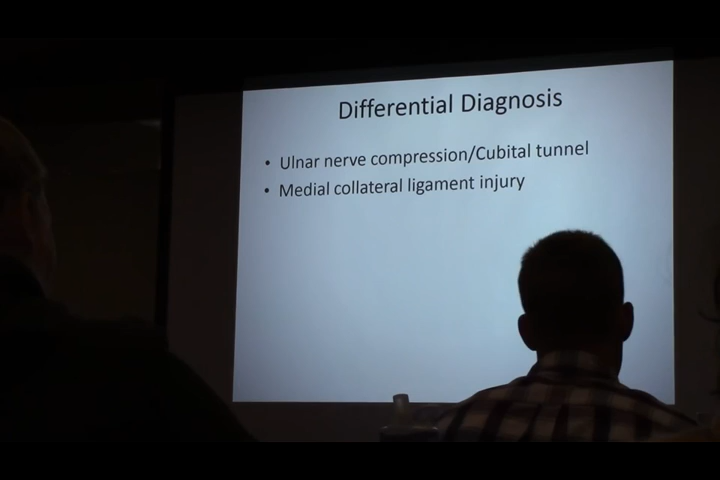 Differential Diagnosis
• Ulnar nerve compression/Cubital tunnel
• Medial collateral ligament injury